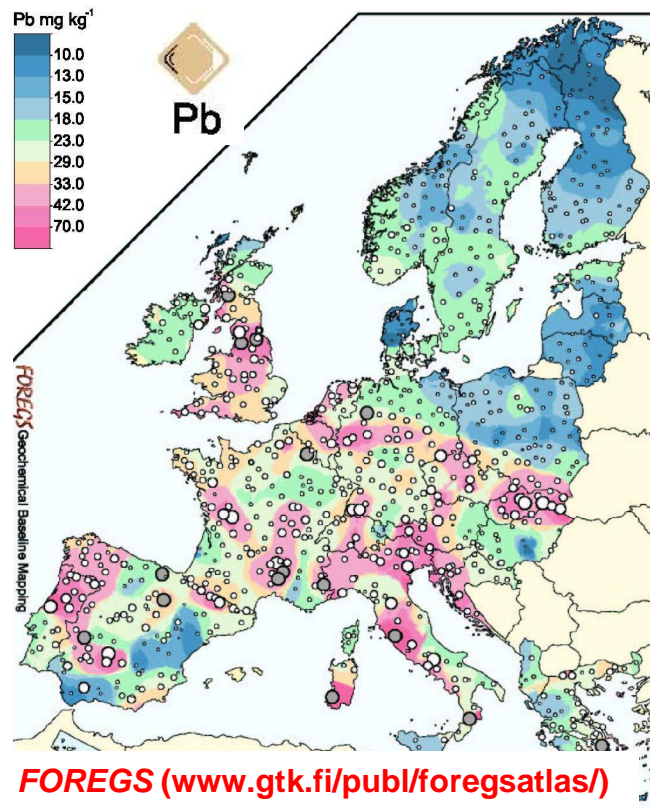 Pb mg kg-1
10.0
13.0
15.0
18.0
23.0
29.0
33.0
42.0
70.0
Pb
FOREGS Geochemical Baseline Mapping
FOREGS (www.gtk.fi/publ/foregsatlas/)